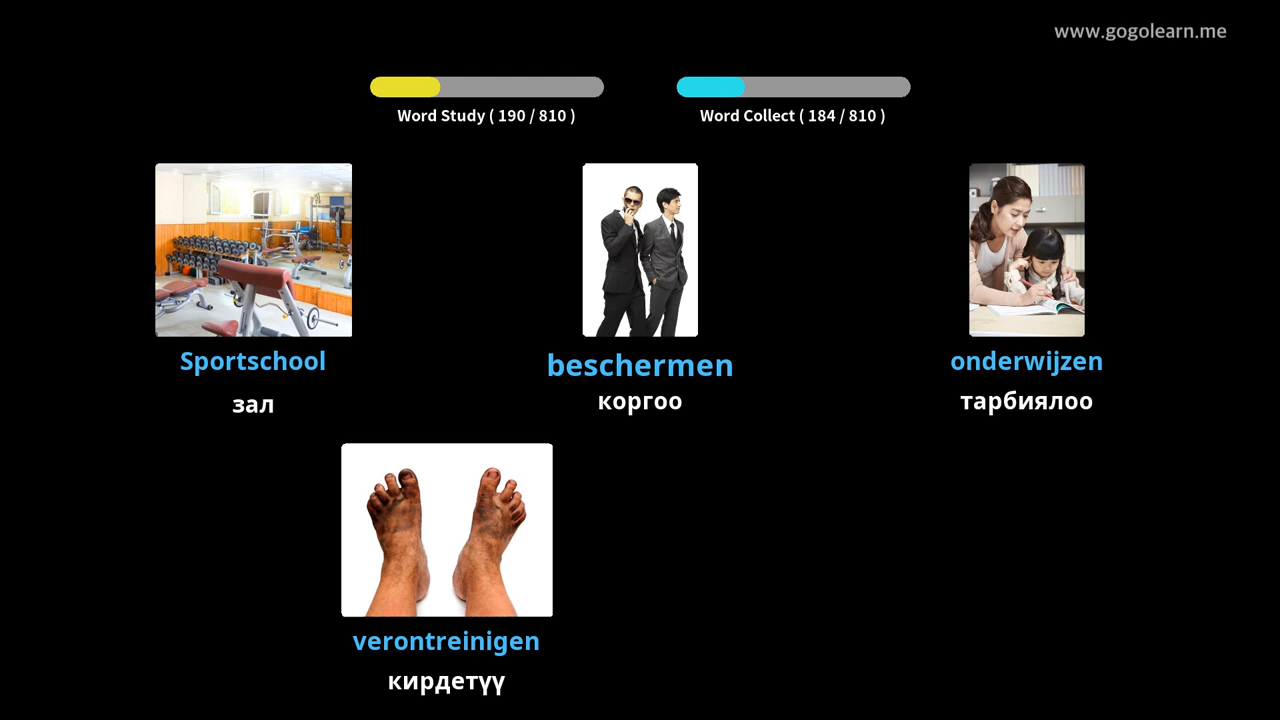 www.gogolearn.me
Word Study ( 190 / 810 )
Word Collect ( 184 / 810 )
Sportschool
зал
beschermen
коргоо
onderwijzen
тарбиялоо
verontreinigen
кирдетүү